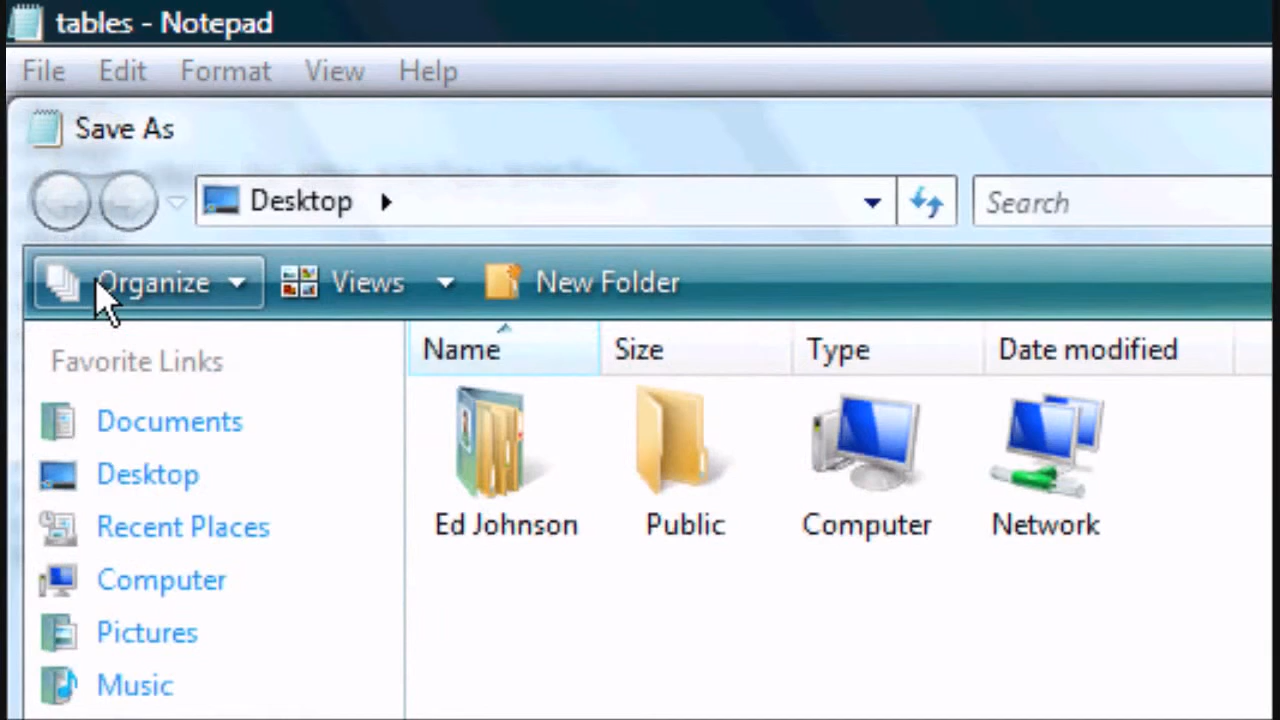 tables - Notepad
File Edit Format View Help
Save As
Desktop
Search
Organize Views New Folder
Favorite Links
Name Size Type Date modified
Documents
Desktop
Recent Places
Computer
Pictures
Music
Ed Johnson Public Computer Network